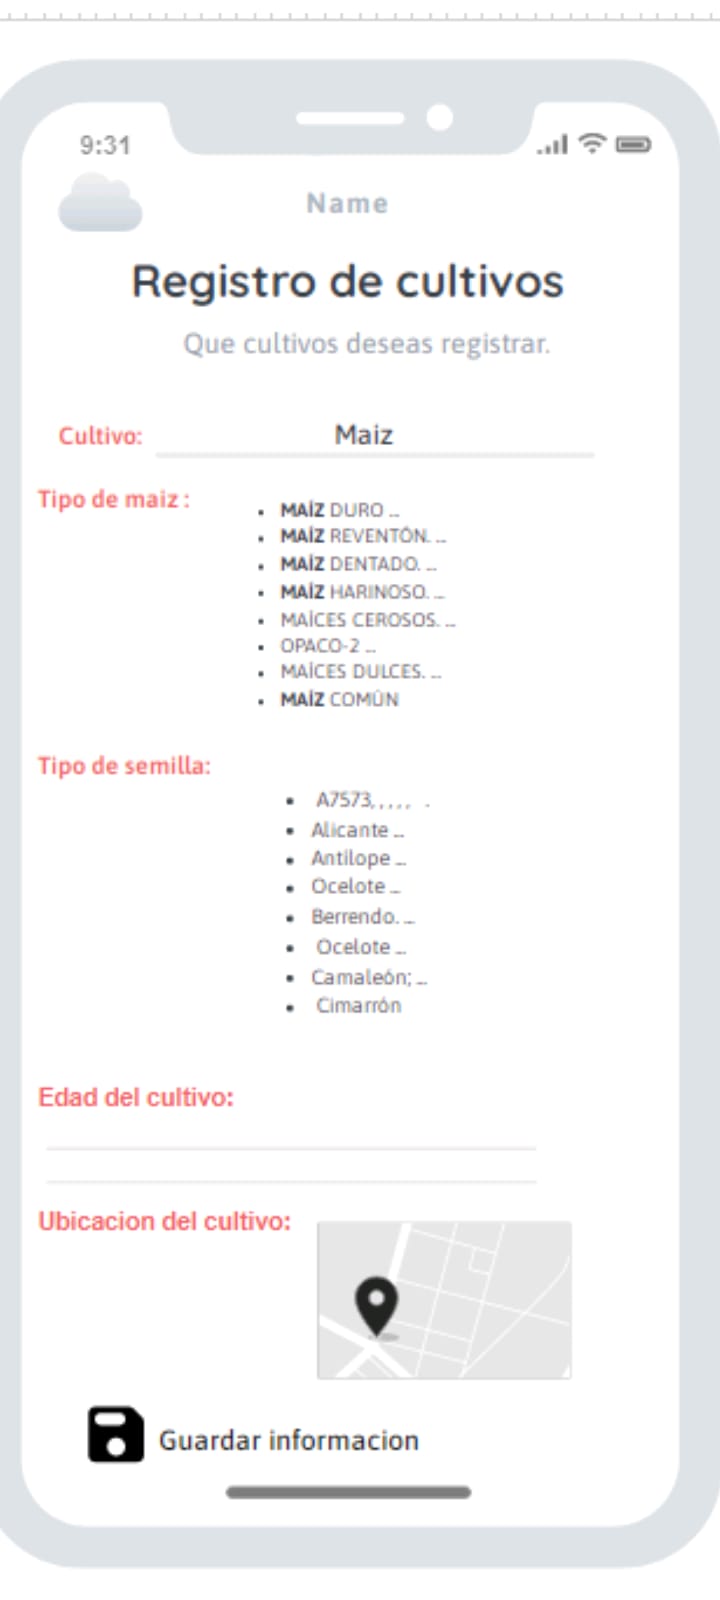 9:31
Name
Registro de cultivos
Que cultivos deseas registrar.
Cultivo: Maiz
Tipo de maiz :
• MAÍZ DURO ...
• MAÍZ REVENTÓN. ...
• MAÍZ DENTADO. ...
• MAÍZ HARINOSO. ...
• MAÍCES CEROSOS. ...
• OPACO-2 ...
• MAÍCES DULCES. ...
• MAÍZ COMÚN
Tipo de semilla:
• A7573, , , , , .
• Alicante ...
• Antílope ...
• Ocelote ...
• Berrendo. ...
• Ocelote ...
• Camaleón; ...
• Cimarrón
Edad del cultivo:
Ubicacion del cultivo:
Guardar informacion